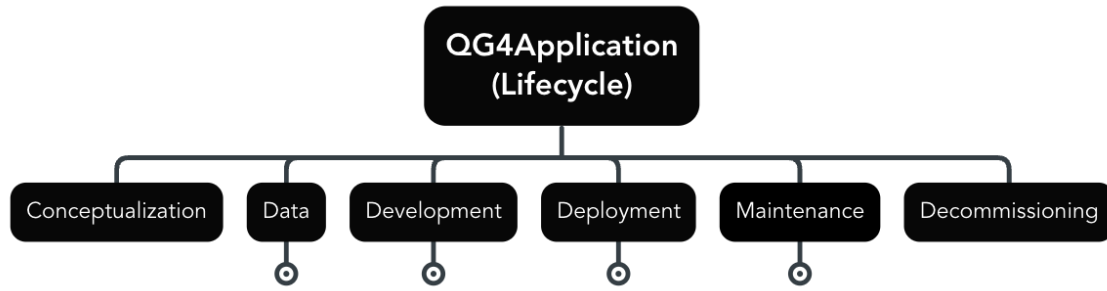 QG4Application
(Lifecycle)
Conceptualization
Data
Development
Deployment
Maintenance
Decommissioning